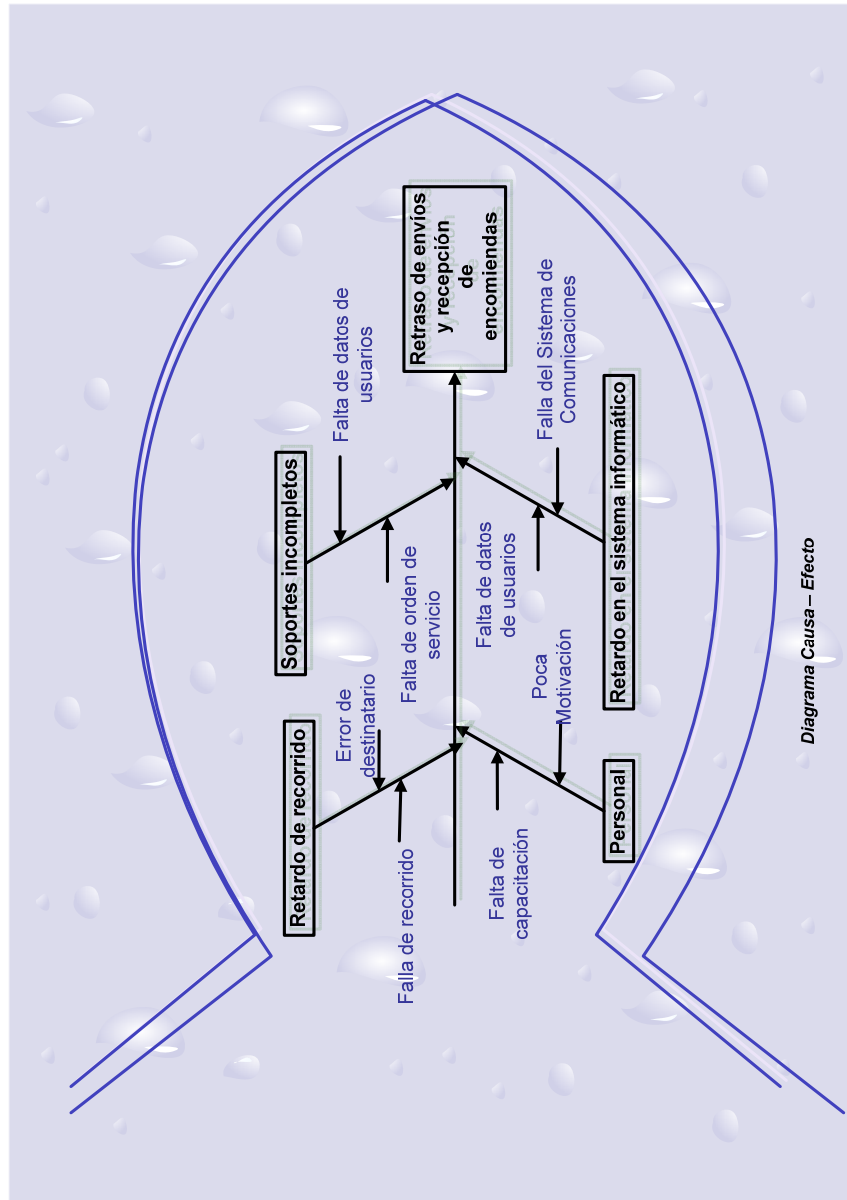 Retardo de recorrido
Soportes incompletos
Error de
destinatario
Falla de recorrido
Falta de datos de
usuarios
Falta de orden de
servicio
Retraso de envíos
y recepción
de
encomiendas
Falta de
capacitación
Poca
Motivación
Falta de datos
de usuarios
Falla del Sistema de
Comunicaciones
Personal
Retardo en el sistema informático
Diagrama Causa – Efecto